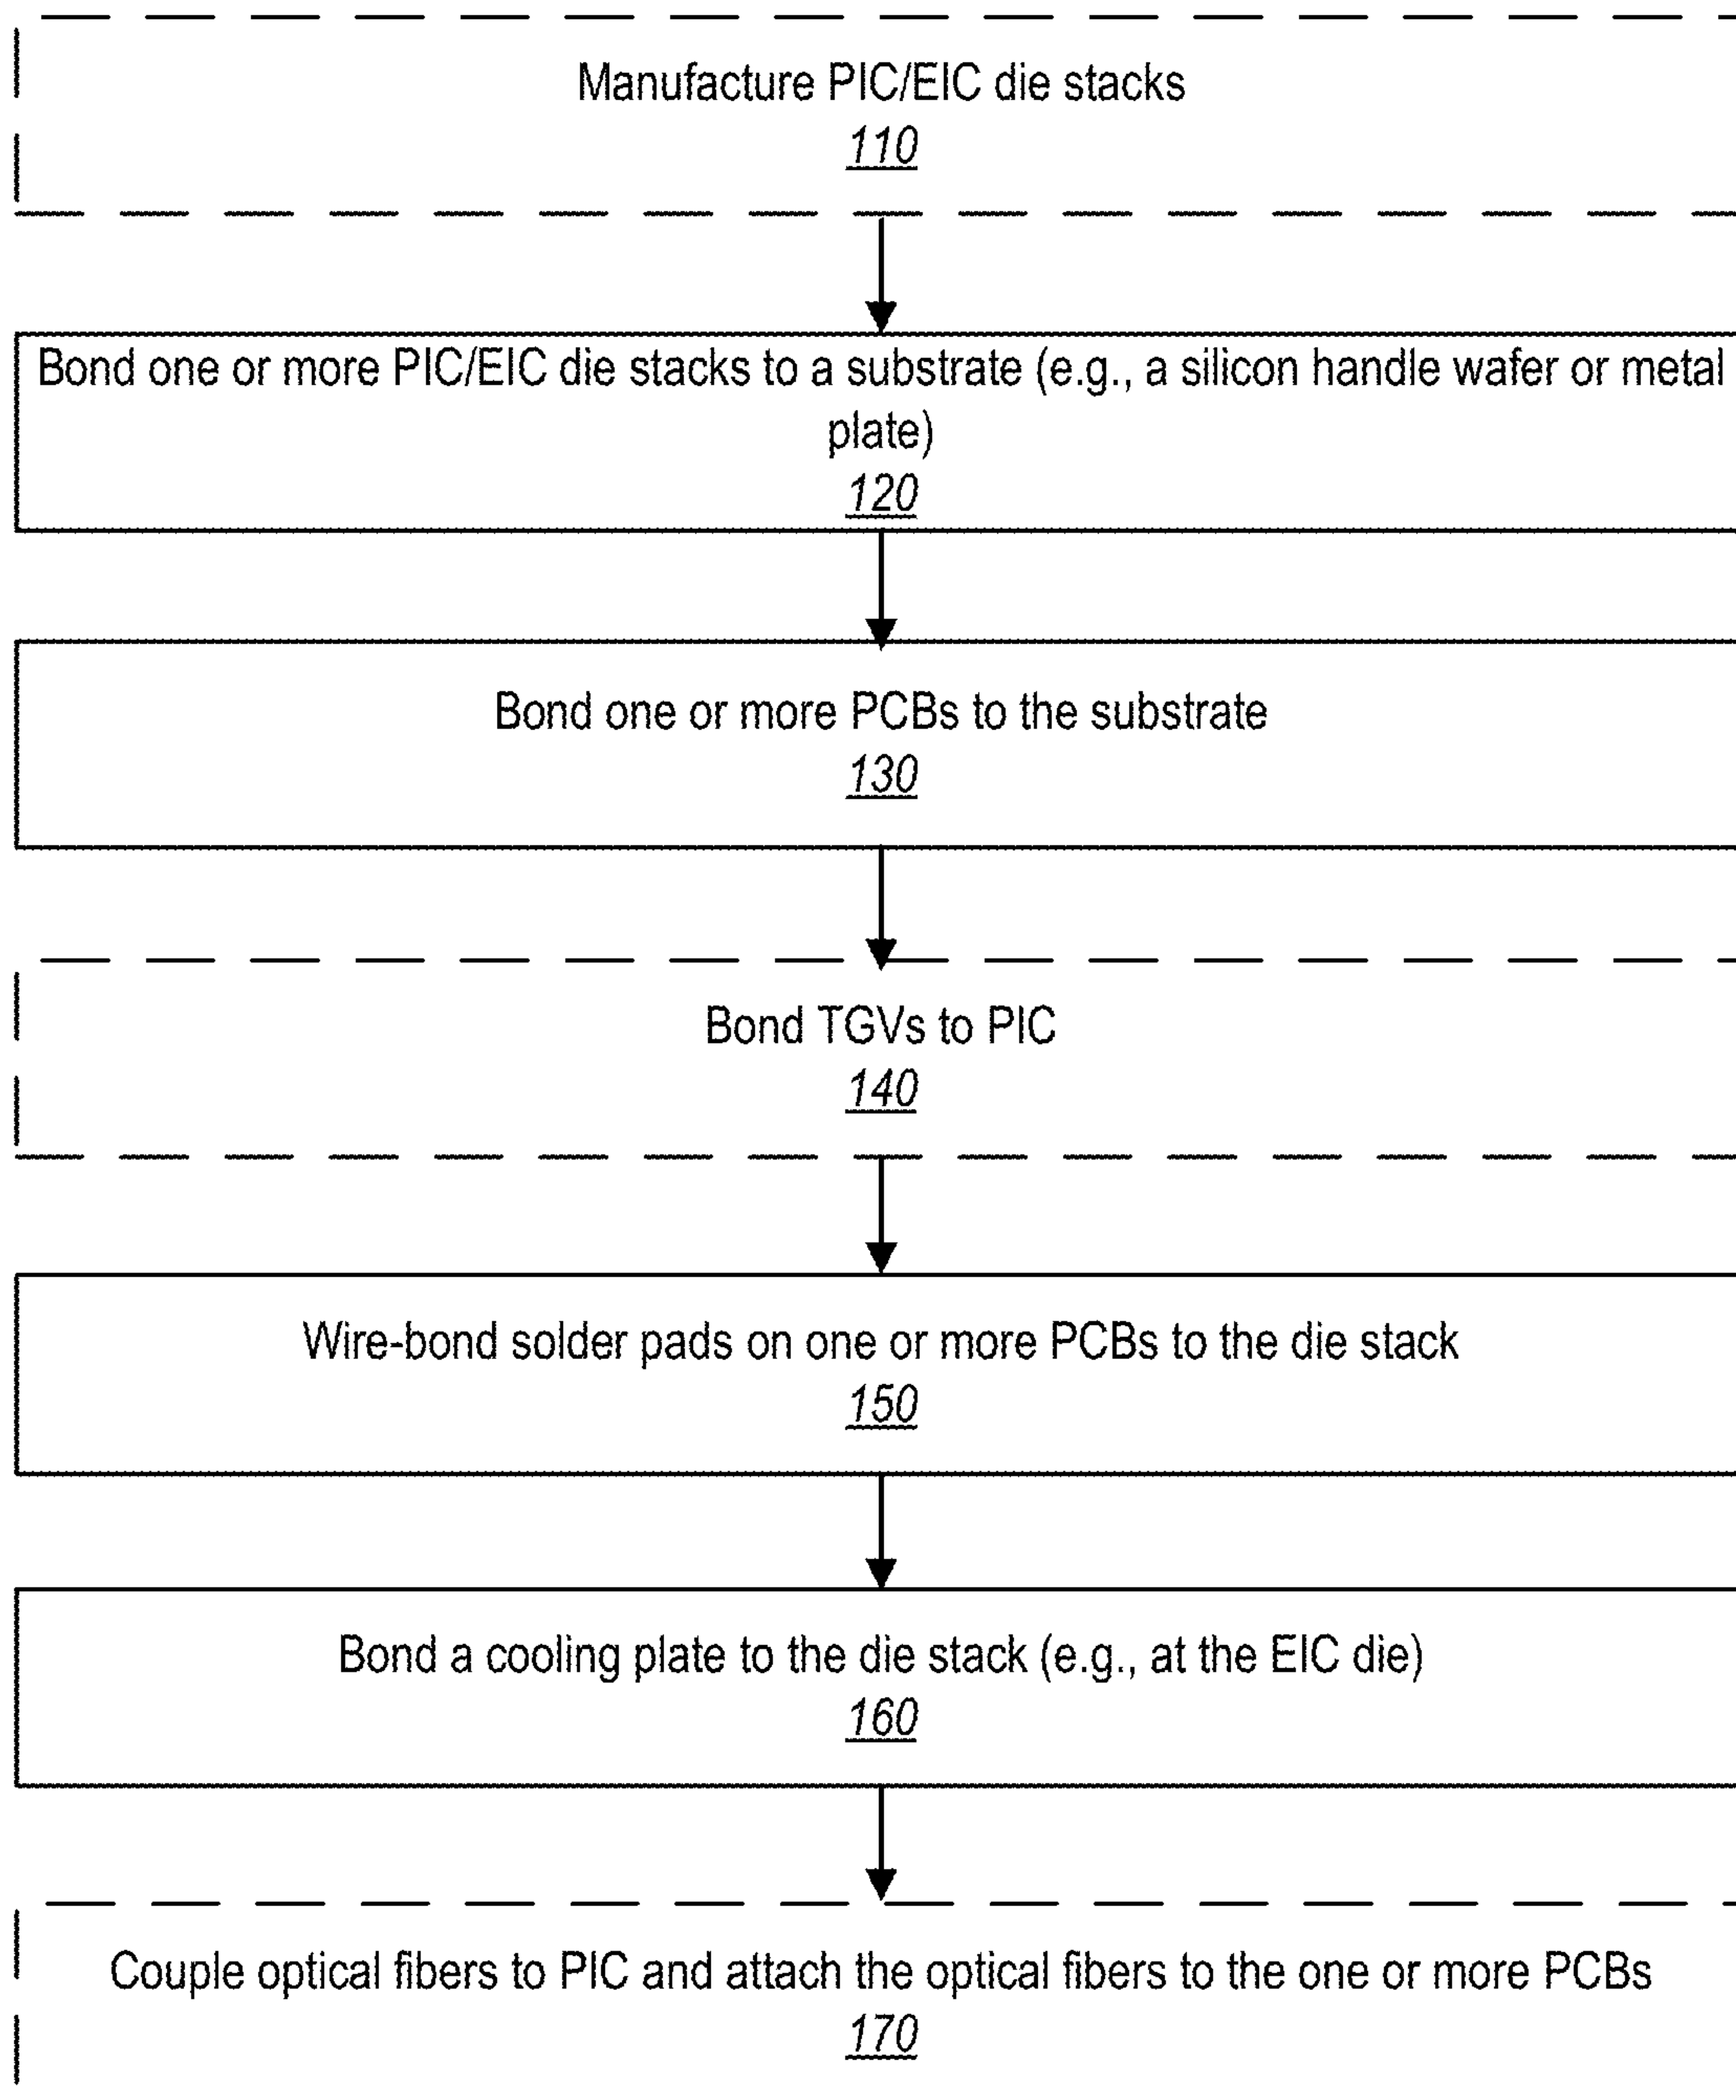 Manufacture PIC/EIC die stacks
110
Bond one or more PIC/EIC die stacks to a substrate (e.g., a silicon handle wafer or metal
plate)
120
Bond one or more PCBs to the substrate
130
Bond TGVs to PIC
140
Wire-bond solder pads on one or more PCBs to the die stack
150
Bond a cooling plate to the die stack (e.g., at the EIC die)
160
Couple optical fibers to PIC and attach the optical fibers to the one or more PCBs
170